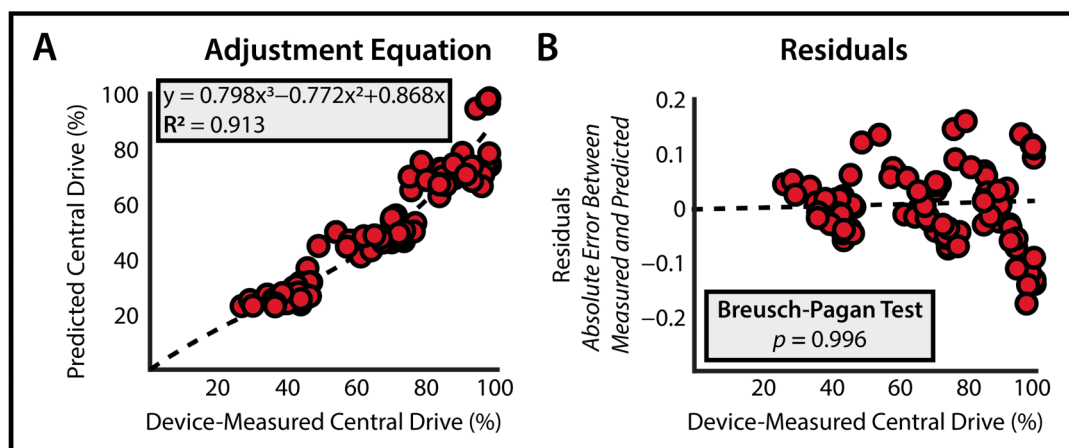 A
Adjustment Equation
y = 0.798x³−0.772x²+0.868x
R² = 0.913
Predicted Central Drive (%)
100
80
60
40
20
20 40 60 80 100
Device-Measured Central Drive (%)
B
Residuals
Residuals
Absolute Error Between
Measured and Predicted
0.2
0.1
0
−0.1
−0.2
Breusch-Pagan Test
p = 0.996
20 40 60 80 100
Device-Measured Central Drive (%)